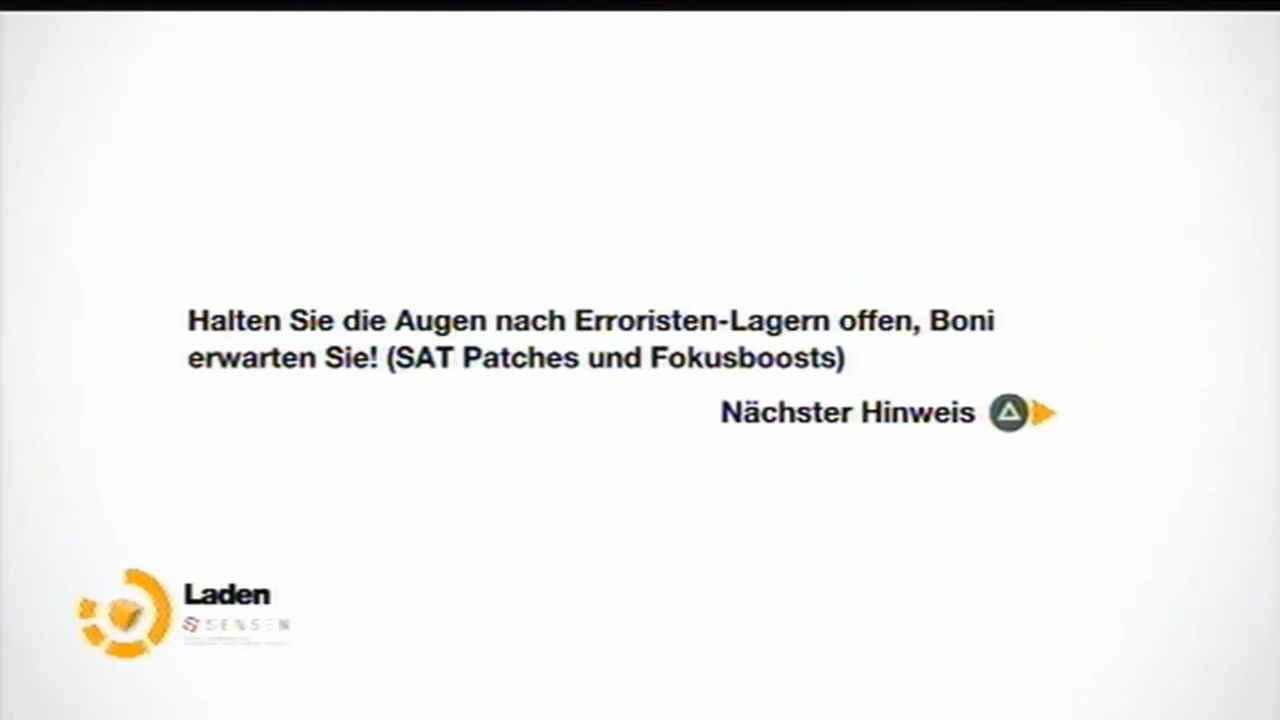 Halten Sie die Augen nach Erroristen-Lagern offen, Boni
erwarten Sie! (SAT Patches und Fokusboosts)
Nächster Hinweis
Laden
SENSEN